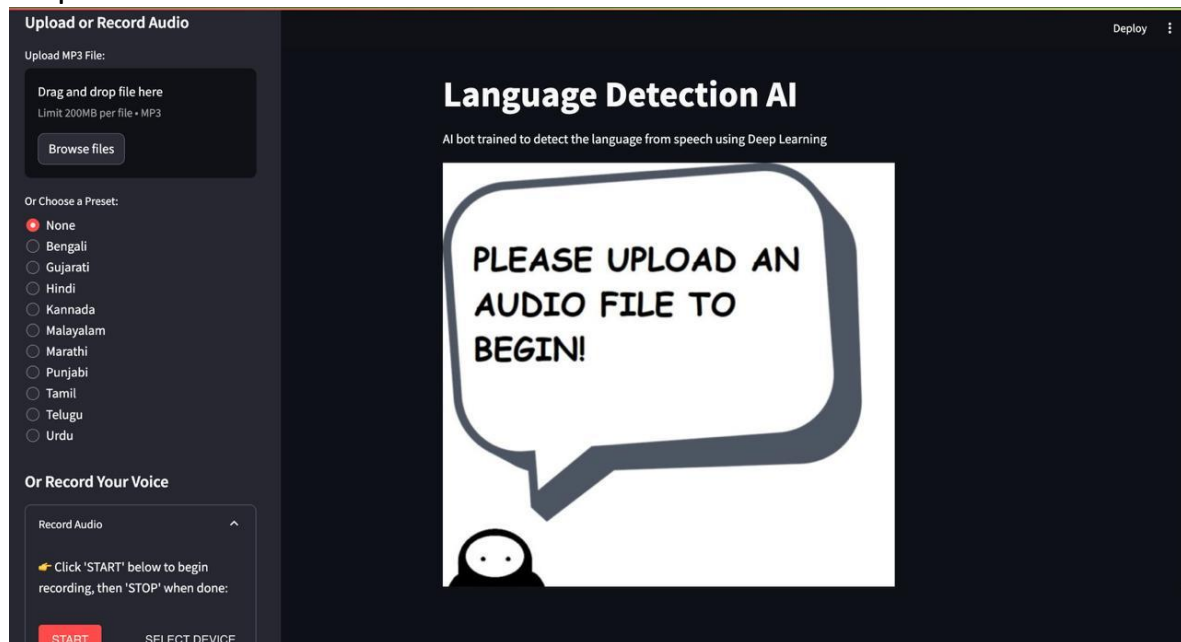 Upload or Record Audio
Upload MP3 File:
Drag and drop file here
Limit 200MB per file • MP3
Browse files
Or Choose a Preset:
None
Bengali
Gujarati
Hindi
Kannada
Malayalam
Marathi
Punjabi
Tamil
Telugu
Urdu
Or Record Your Voice
Record Audio
👉 Click 'START' below to begin
recording, then 'STOP' when done:
START SELECT DEVICE
Deploy
Language Detection AI
AI bot trained to detect the language from speech using Deep Learning
PLEASE UPLOAD AN
AUDIO FILE TO
BEGIN!